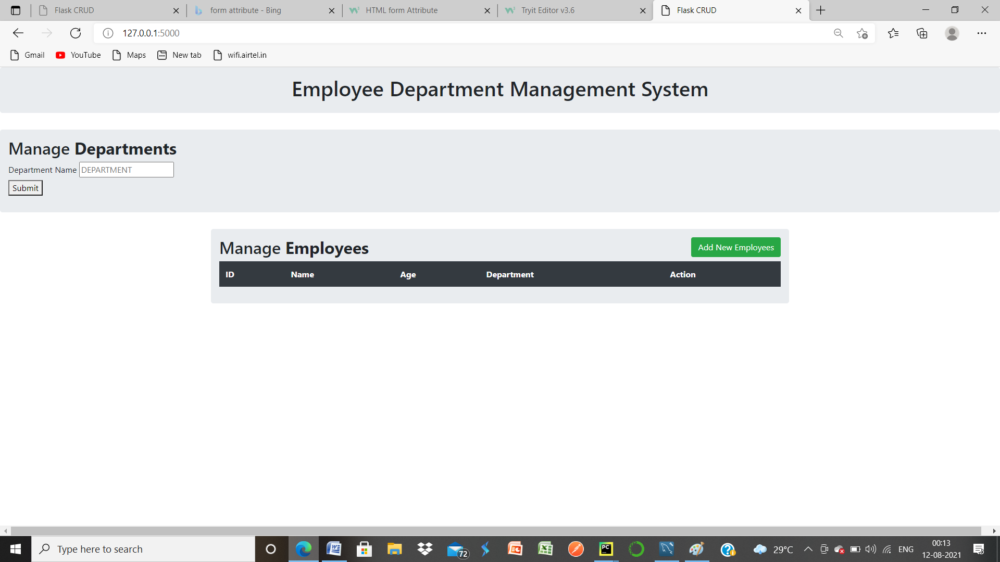 Flask CRUD
form attribute - Bing
HTML form Attribute
Tryit Editor v3.6
Flask CRUD
127.0.0.1:5000
Gmail
YouTube
Maps
New tab
wifi.airtel.in
Employee Department Management System
Manage Departments
Department Name DEPARTMENT
Submit
Manage Employees
Add New Employees
ID Name Age Department Action
Type here to search
72
PC
29°C
ENG
00:13
12-08-2021